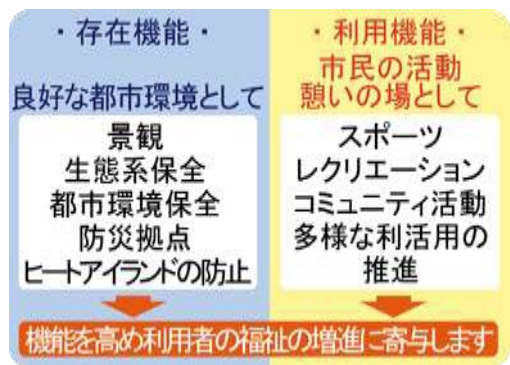 ・存在機能・
良好な都市環境として
景観
生態系保全
都市環境保全
防災拠点
ヒートアイランドの防止
・利用機能・
市民の活動
憩いの場として
スポーツ
レクリエーション
コミュニティ活動
多様な利活用の
推進
機能を高め利用者の福祉の増進に寄与します